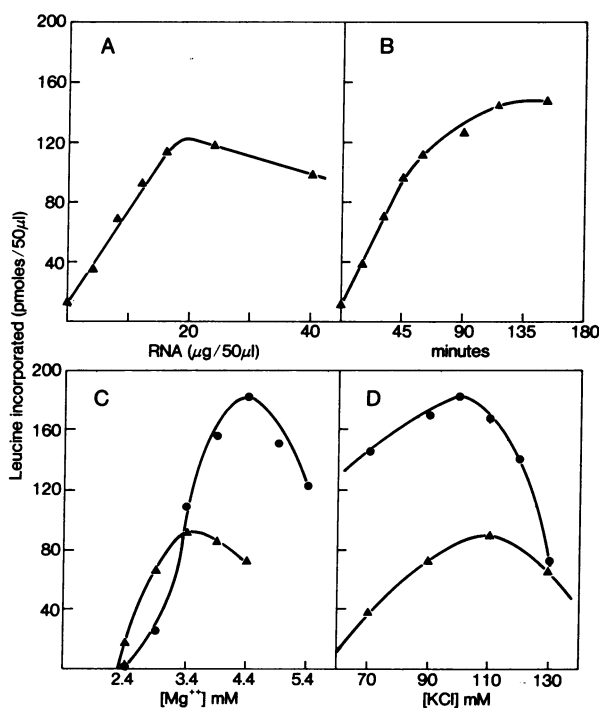 Leucine incorporated (pmoles/50μl)
200
160
120
80
40
A
B
20
40
RNA (μg/50μl)
45
90
135
180
minutes
200
160
120
80
40
C
D
2.4
3.4
4.4
5.4
[Mg++] mM
70
90
110
130
[KCl] mM